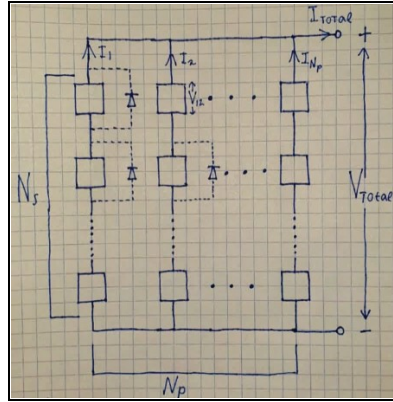 I_TOTAL
+
I_1
I_2
I_Np
V_12
N_s
V_Total
-
N_p